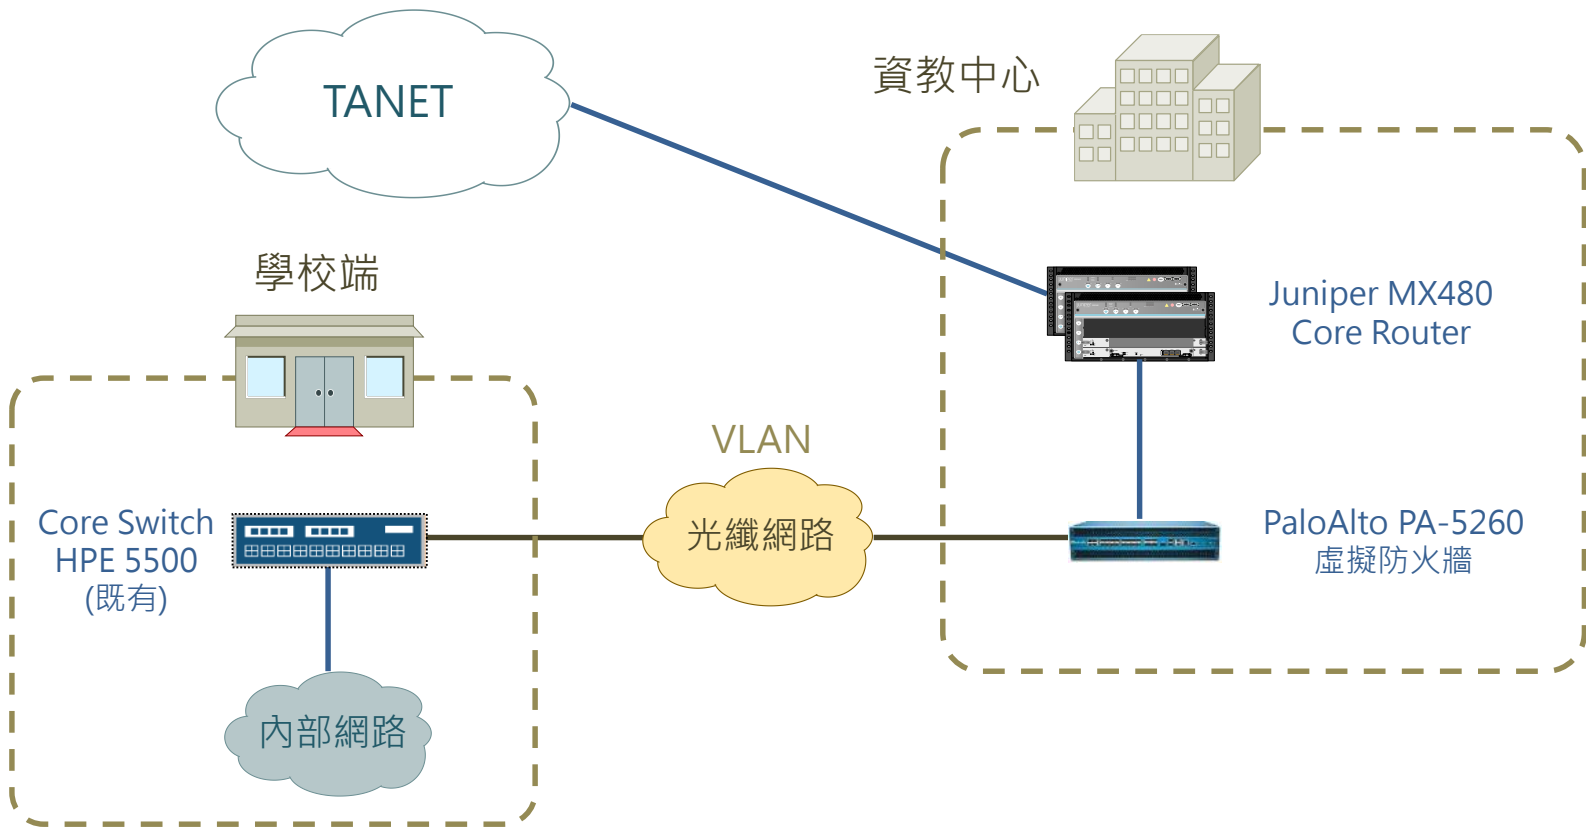 TANET
資教中心
學校端
Juniper MX480
Core Router
VLAN
Core Switch
HPE 5500
(既有)
光纖網路
PaloAlto PA-5260
虛擬防火牆
內部網路